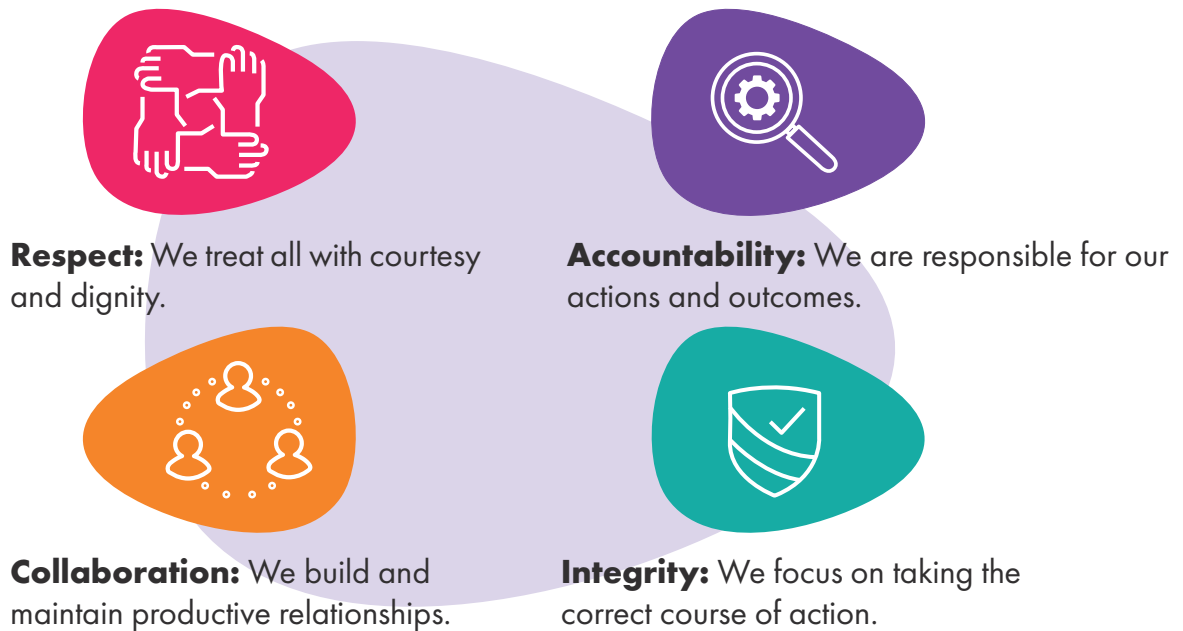 Respect: We treat all with courtesy
and dignity.
Accountability: We are responsible for our
actions and outcomes.
Collaboration: We build and
maintain productive relationships.
Integrity: We focus on taking the
correct course of action.